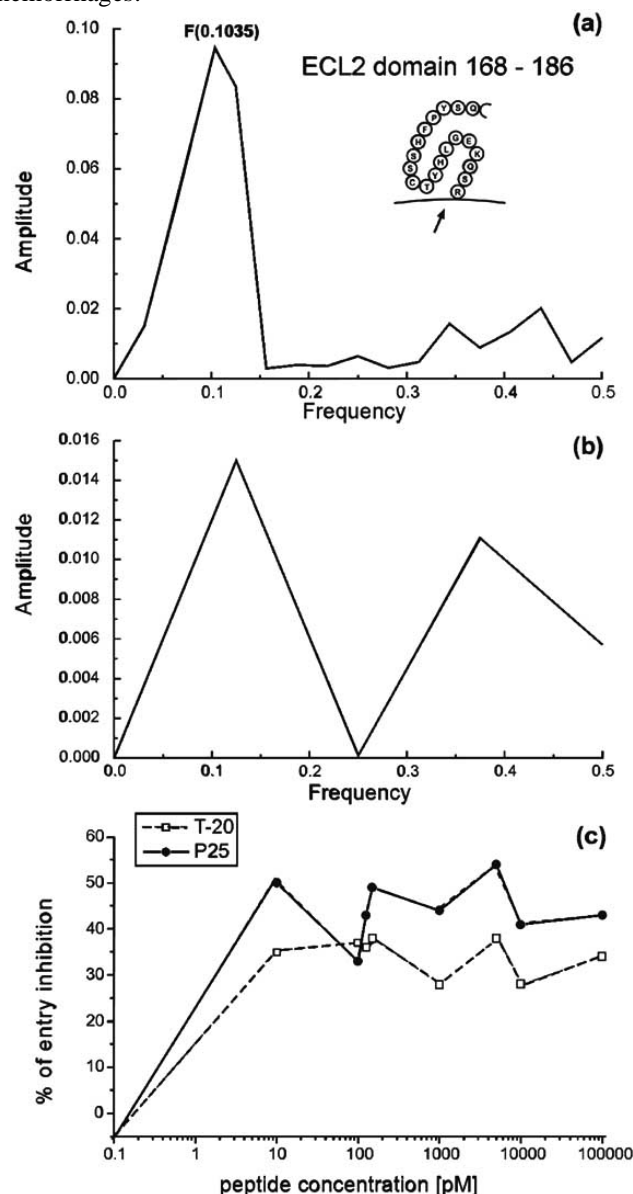 hemorrhages.
F(0.1035)
(a)
ECL2 domain 168 - 186
Q
S
Y
P
F
H
S
S
C
T
Y
H
L
G
E
K
Q
S
R
Amplitude
0.10
0.08
0.06
0.04
0.02
0.00
0.0 0.1 0.2 0.3 0.4 0.5
Frequency
(b)
Amplitude
0.016
0.014
0.012
0.010
0.008
0.006
0.004
0.002
0.000
0.0 0.1 0.2 0.3 0.4 0.5
Frequency
T-20
P25
(c)
% of entry inhibition
60
50
40
30
20
10
0
0.1 1 10 100 1000 10000 100000
peptide concentration [pM]